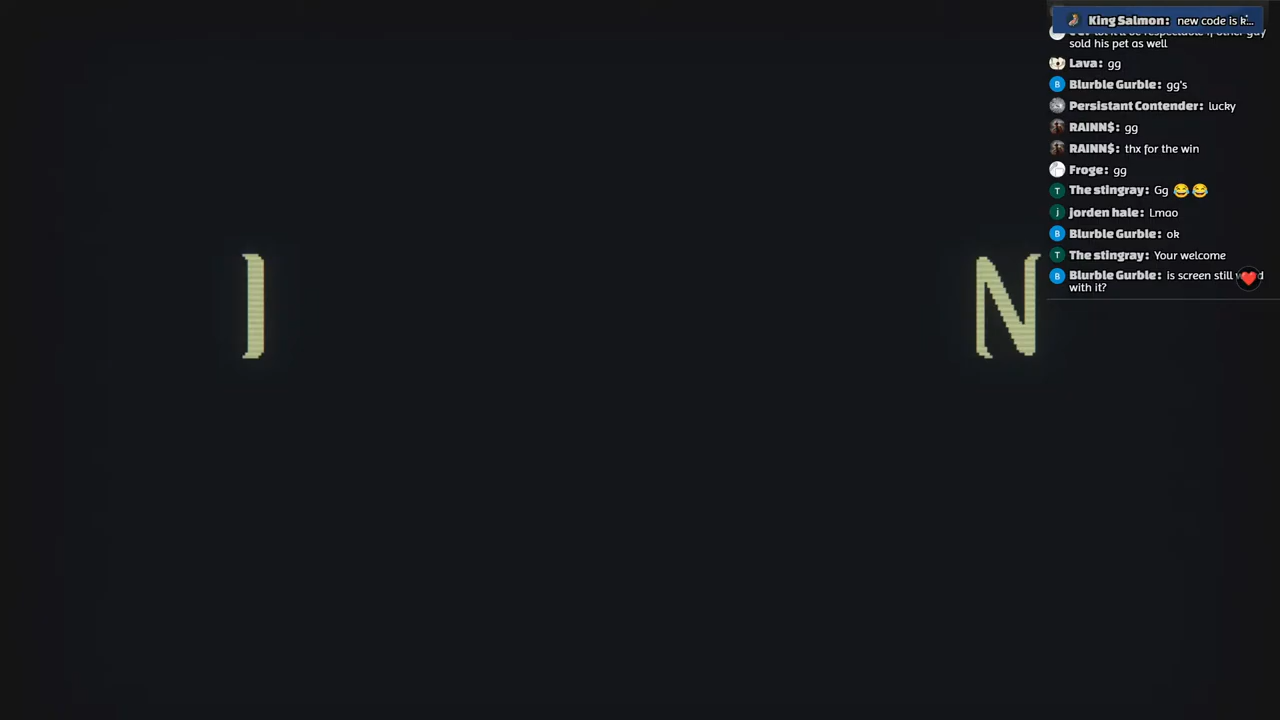 King Salmon: new code is k...
sold his pet as well
Lava: gg
B Blurble Gurble: gg's
Persistant Contender: lucky
RAINN$: gg
RAINN$: thx for the win
Froge: gg
T The stingray: Gg 😂 😂
j jorden hale: Lmao
B Blurble Gurble: ok
T The stingray: Your welcome
B Blurble Gurble: is screen still
with it?
N